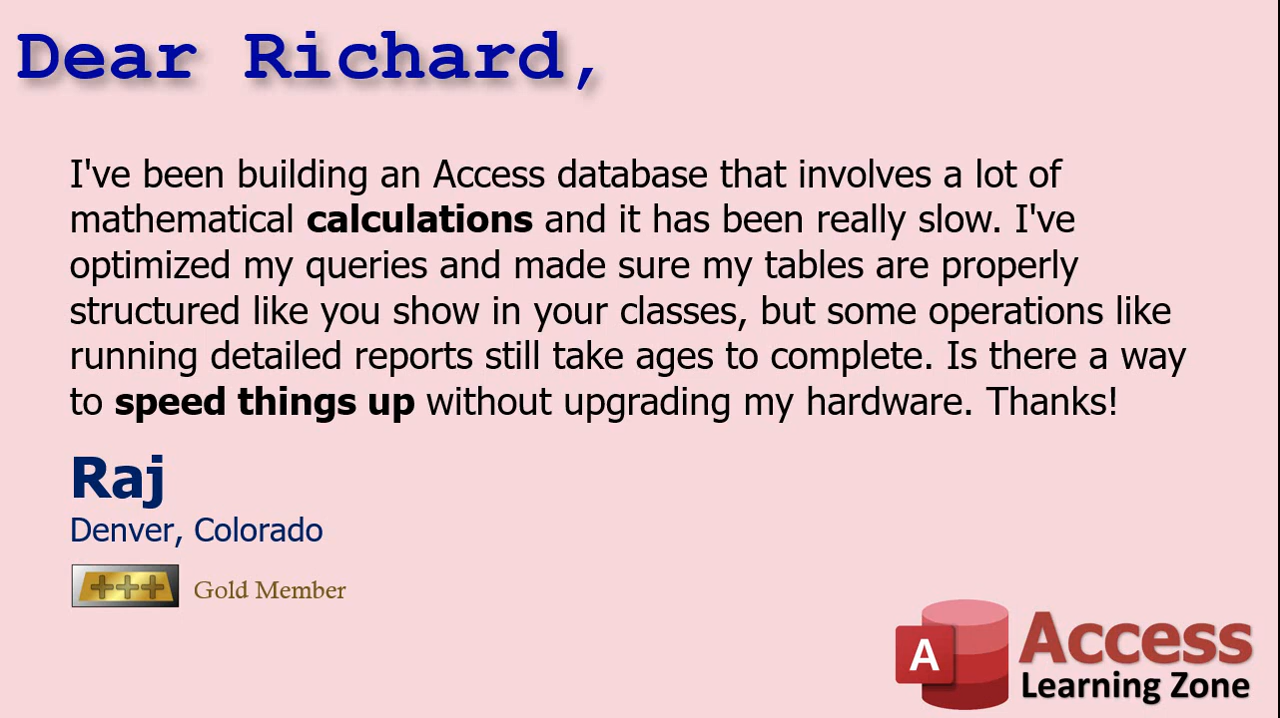 Dear Richard,
I've been building an Access database that involves a lot of
mathematical calculations and it has been really slow. I've
optimized my queries and made sure my tables are properly
structured like you show in your classes, but some operations like
running detailed reports still take ages to complete. Is there a way
to speed things up without upgrading my hardware. Thanks!
Raj
Denver, Colorado
+++ Gold Member
A Access
Learning Zone